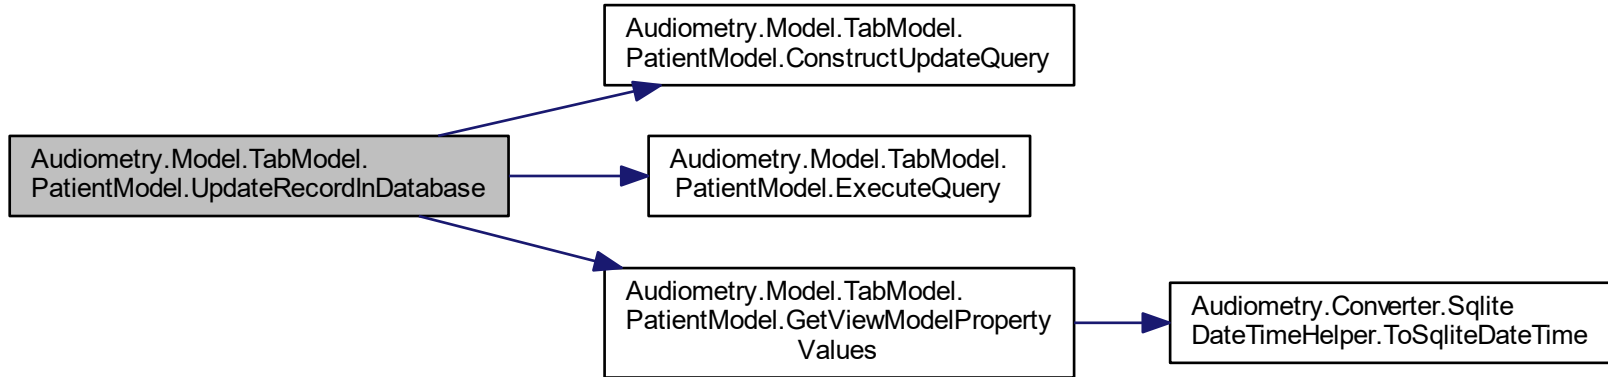 Audiometry.Model.TabModel.
PatientModel.ConstructUpdateQuery
Audiometry.Model.TabModel.
PatientModel.UpdateRecordInDatabase
Audiometry.Model.TabModel.
PatientModel.ExecuteQuery
Audiometry.Model.TabModel.
PatientModel.GetViewModelProperty
Values
Audiometry.Converter.Sqlite
DateTimeHelper.ToSqliteDateTime